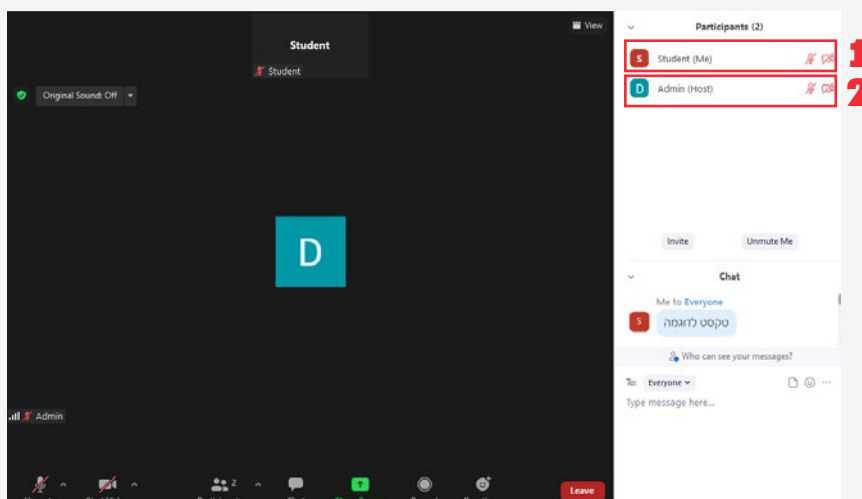 Student
Student
View
Original Sound: Off
D
Admin
2
Leave
Participants (2)
S Student (Me)
1
D Admin (Host)
2
Invite Unmute Me
Chat
Me to Everyone
S
טקסט לדוגמה
Who can see your messages?
To: Everyone
Type message here...